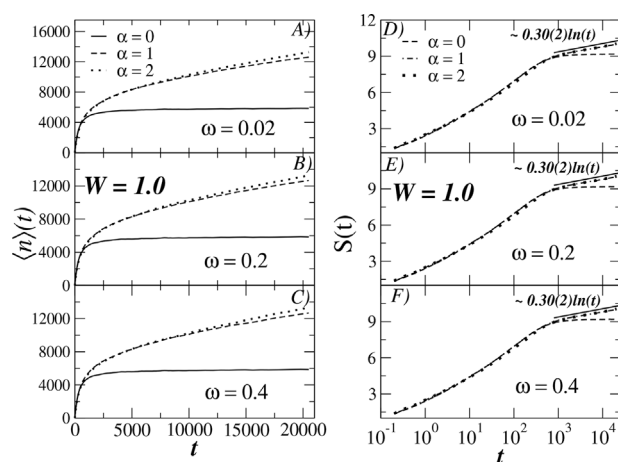 A)
α = 0
α = 1
α = 2
16000
12000
8000
4000
0
ω = 0.02
B)
W = 1.0
12000
8000
4000
0
ω = 0.2
⟨n⟩(t)
C)
12000
8000
4000
0
ω = 0.4
0 5000 10000 15000 20000
t
D)
~ 0.30(2)ln(t)
α = 0
α = 1
α = 2
12
9
6
3
ω = 0.02
E)
~ 0.30(2)ln(t)
W = 1.0
9
6
3
ω = 0.2
S(t)
F)
~ 0.30(2)ln(t)
9
6
3
ω = 0.4
10⁻¹ 10⁰ 10¹ 10² 10³ 10⁴
t